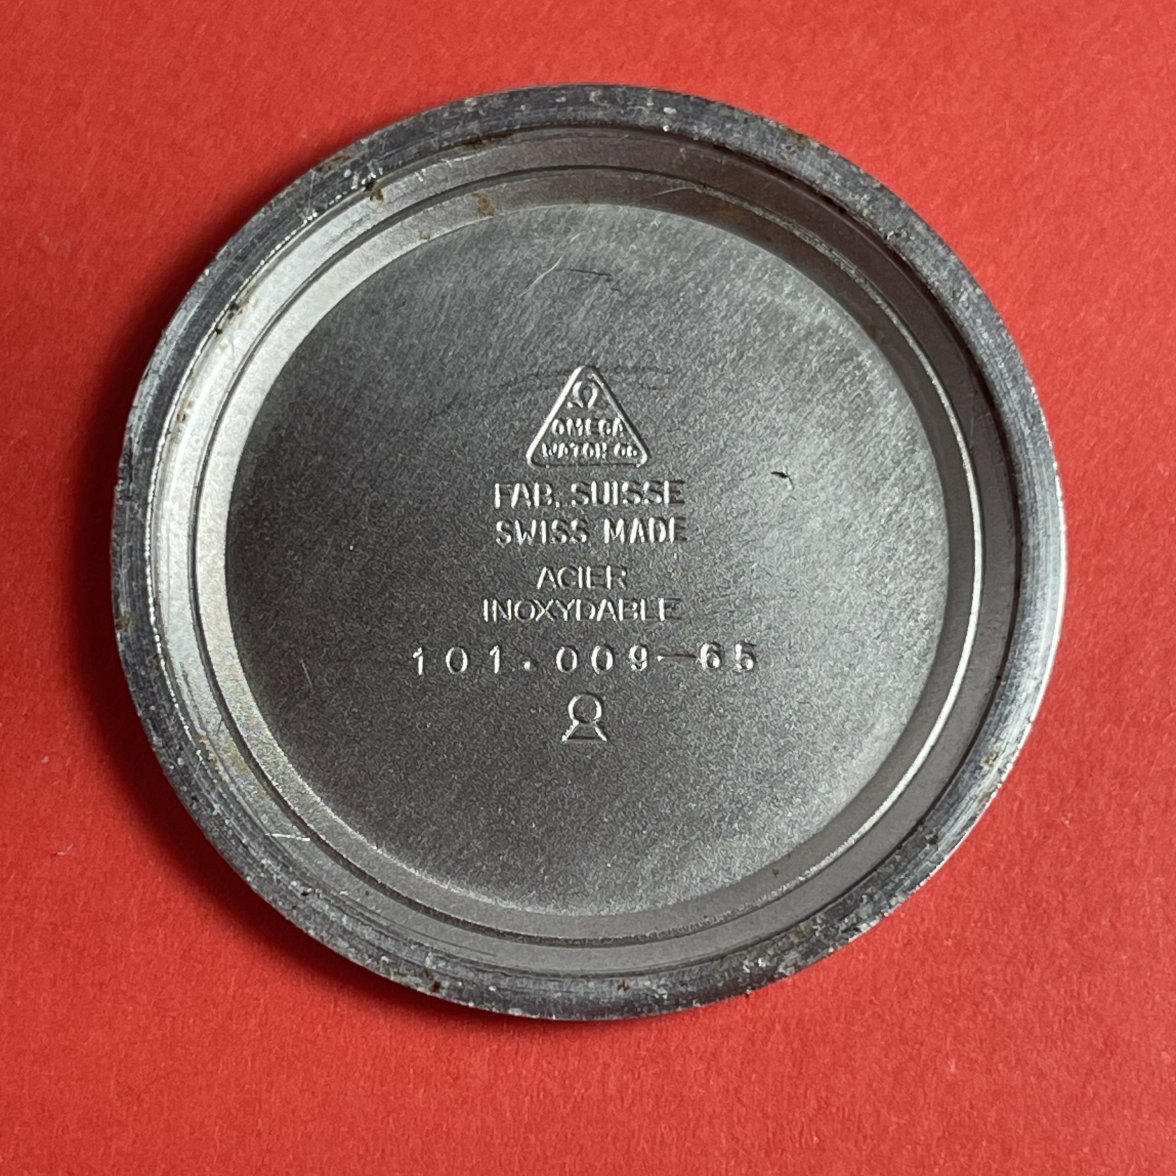 Ω
OMEGA
WATCH Co
FAB. SUISSE
SWISS MADE
ACIER
INOXYDABLE
101.009-65